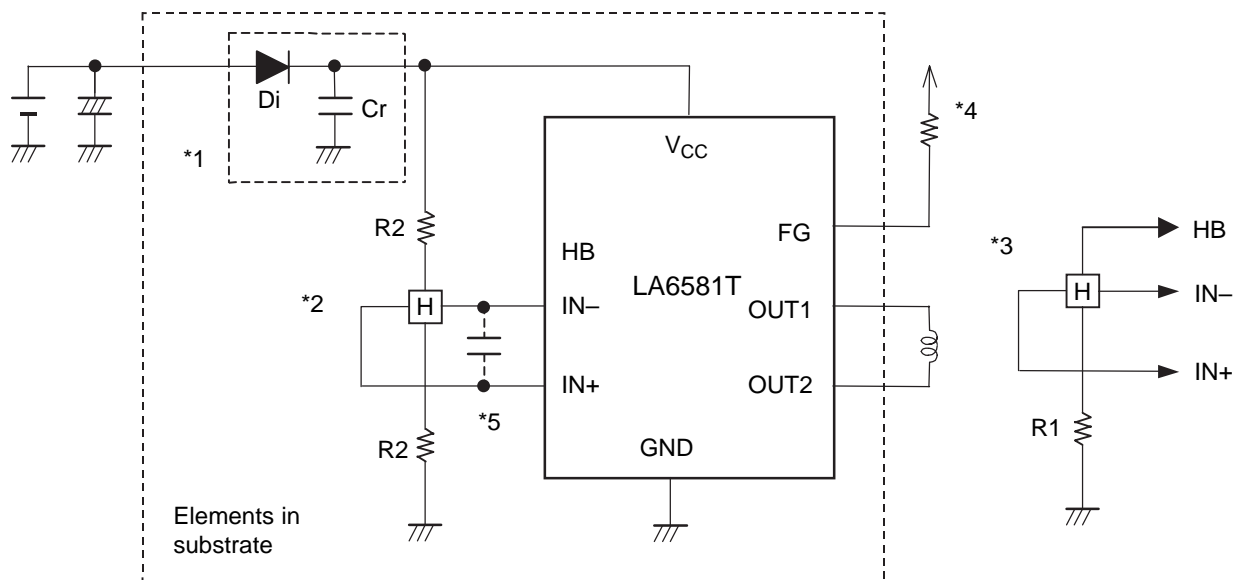 Di
Cr
*1
*4
VCC
R2
FG
HB
*3
HB
LA6581T
*2
H
IN–
OUT1
H
IN–
IN+
OUT2
IN+
*5
R2
R1
GND
Elements in
substrate